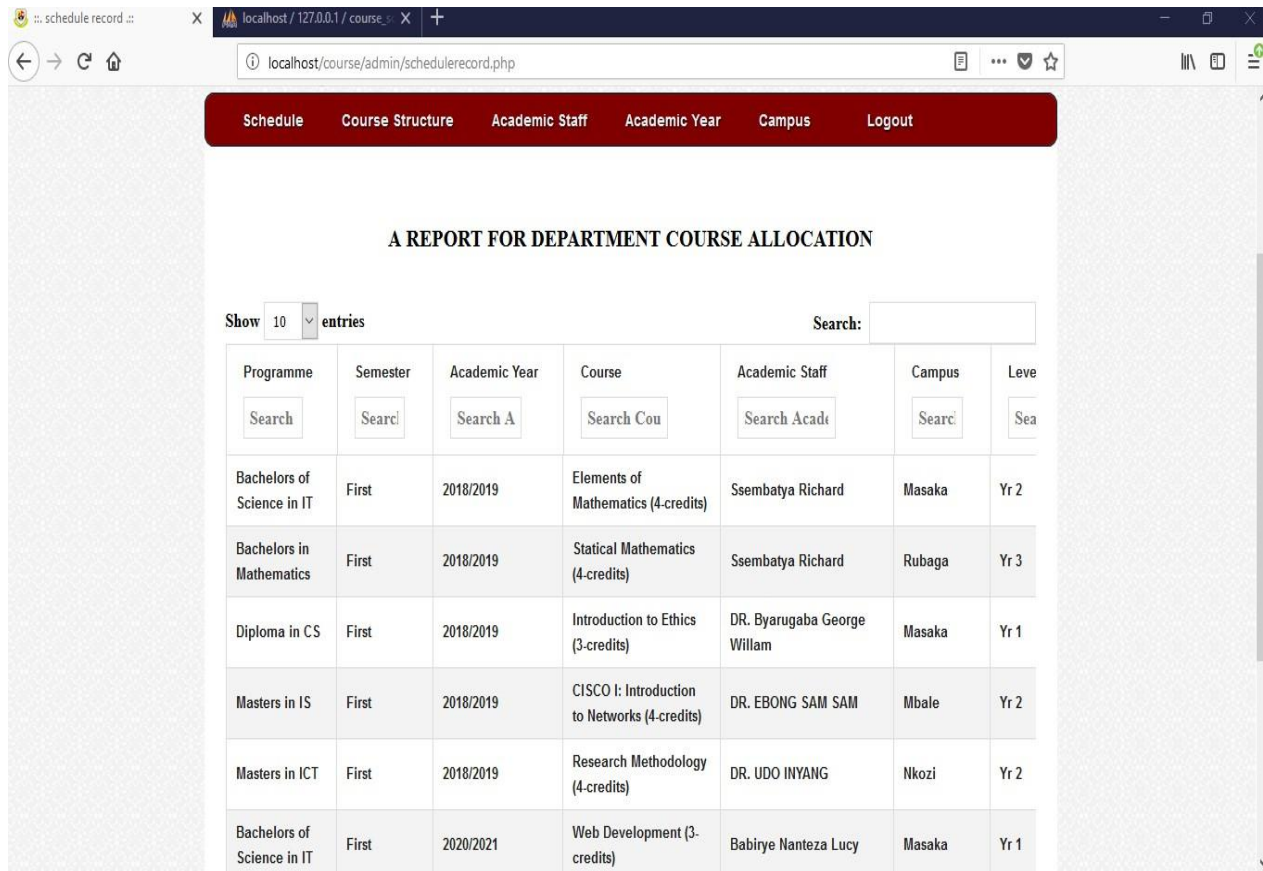 ::. schedule record .::
localhost / 127.0.0.1 / course_s
localhost/course/admin/schedulerecord.php
Schedule Course Structure Academic Staff Academic Year Campus Logout
A REPORT FOR DEPARTMENT COURSE ALLOCATION
Show 10 entries Search:
Programme Semester Academic Year Course Academic Staff Campus Leve
Search Searcl Search A Search Cou Search Acade Searcl Sea
Bachelors of
Science in IT
First
2018/2019
Elements of
Mathematics (4-credits)
Ssembatya Richard
Masaka
Yr 2
Bachelors in
Mathematics
First
2018/2019
Statical Mathematics
(4-credits)
Ssembatya Richard
Rubaga
Yr 3
Diploma in CS
First
2018/2019
Introduction to Ethics
(3-credits)
DR. Byarugaba George
Willam
Masaka
Yr 1
Masters in IS
First
2018/2019
CISCO I: Introduction
to Networks (4-credits)
DR. EBONG SAM SAM
Mbale
Yr 2
Masters in ICT
First
2018/2019
Research Methodology
(4-credits)
DR. UDO INYANG
Nkozi
Yr 2
Bachelors of
Science in IT
First
2020/2021
Web Development (3-
credits)
Babirye Nanteza Lucy
Masaka
Yr 1